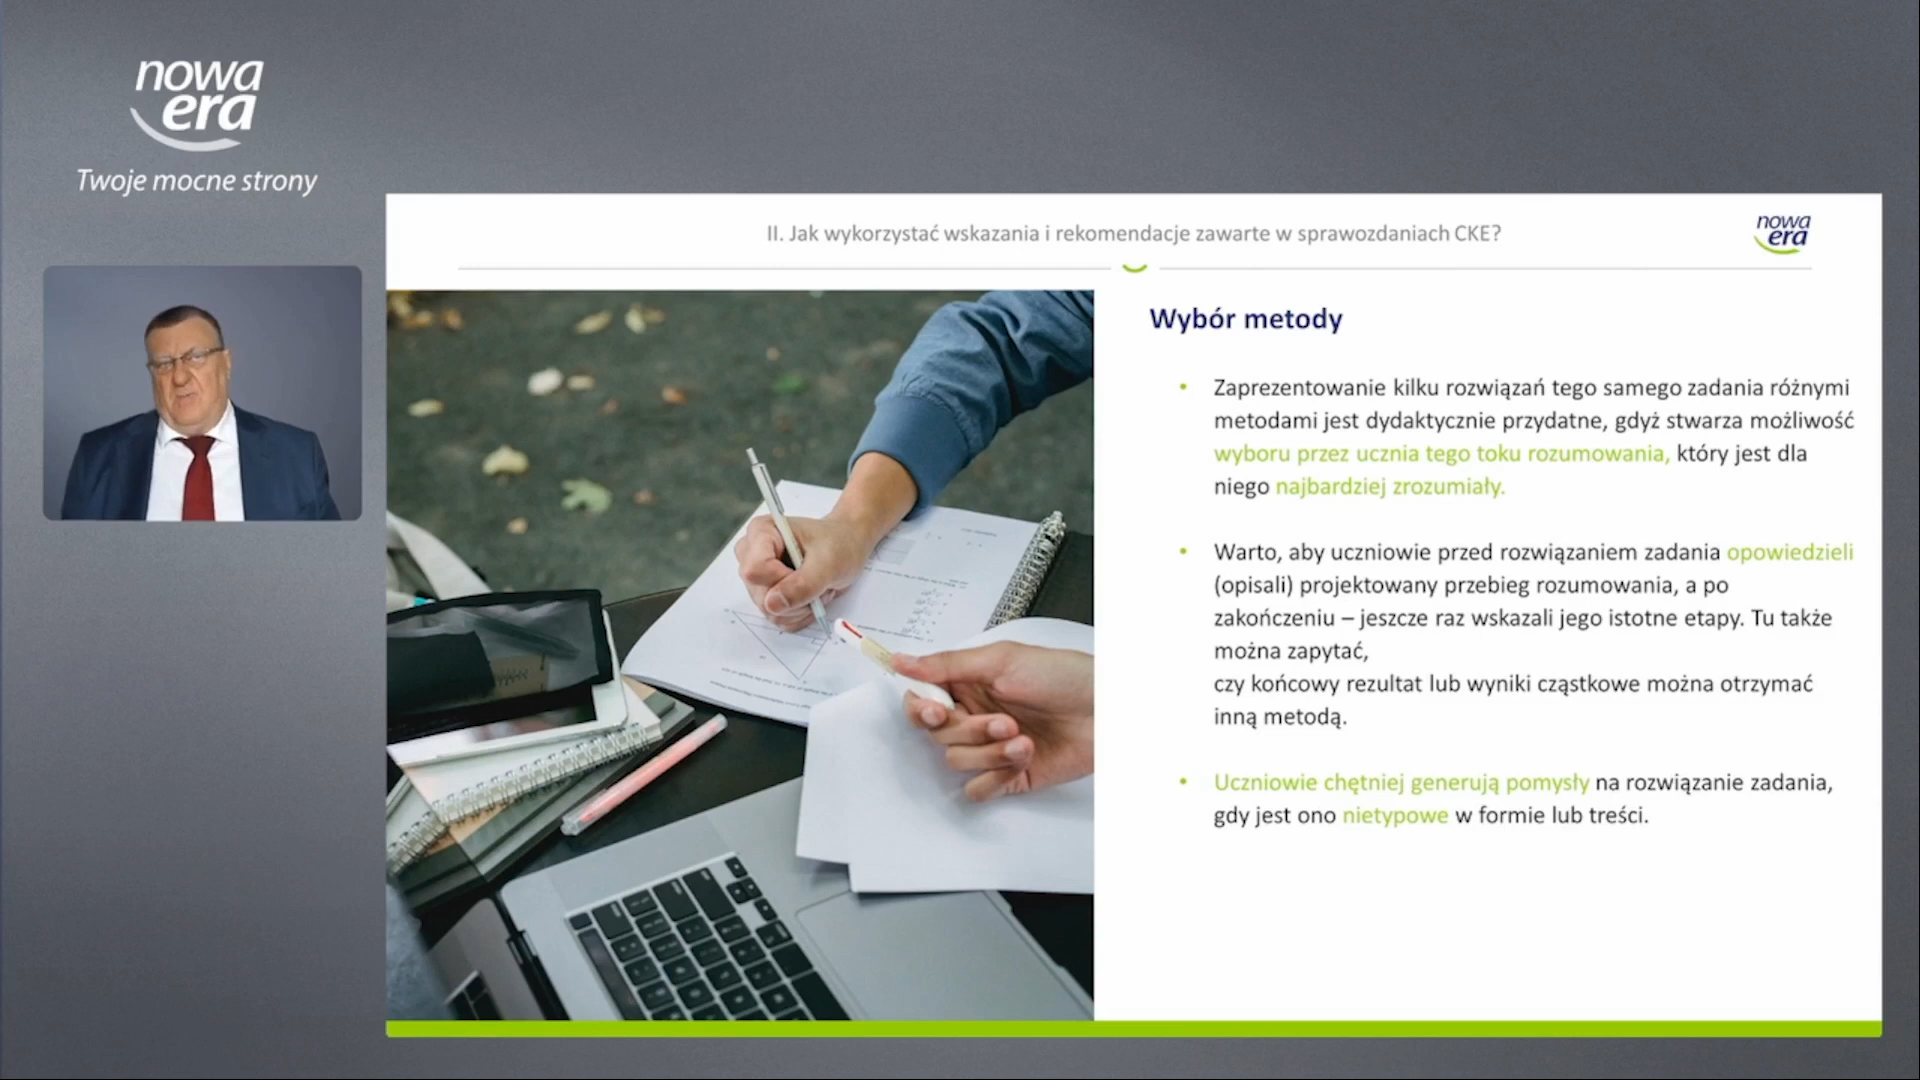 nowa
era
Twoje mocne strony
II. Jak wykorzystać wskazania i rekomendacje zawarte w sprawozdaniach CKE?
nowa
era
Wybór metody
• Zaprezentowanie kilku rozwiązań tego samego zadania różnymi
metodami jest dydaktycznie przydatne, gdyż stwarza możliwość
wyboru przez ucznia tego toku rozumowania, który jest dla
niego najbardziej zrozumiały.
• Warto, aby uczniowie przed rozwiązaniem zadania opowiedzieli
(opisali) projektowany przebieg rozumowania, a po
zakończeniu – jeszcze raz wskazali jego istotne etapy. Tu także
można zapytać,
czy końcowy rezultat lub wyniki cząstkowe można otrzymać
inną metodą.
• Uczniowie chętniej generują pomysły na rozwiązanie zadania,
gdy jest ono nietypowe w formie lub treści.